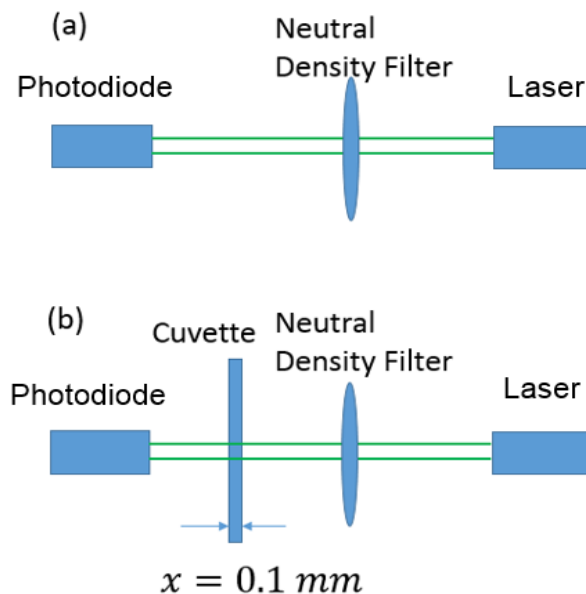 (a)
Neutral
Density Filter
Photodiode
Laser
(b)
Cuvette
Neutral
Density Filter
Photodiode
Laser
x = 0.1 mm